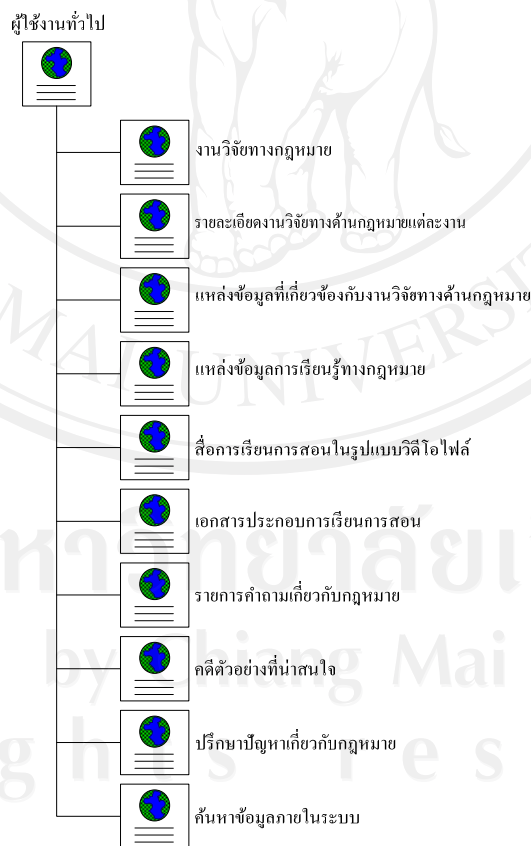 ผู้ใช้งานทั่วไป
งานวิจัยทางกฎหมาย
รายละเอียดงานวิจัยทางด้านกฎหมายแต่ละงาน
แหล่งข้อมูลที่เกี่ยวข้องกับงานวิจัยทางด้านกฎหมาย
แหล่งข้อมูลการเรียนรู้ทางกฎหมาย
สื่อการเรียนการสอนในรูปแบบวิดีโอไฟล์
เอกสารประกอบการเรียนการสอน
รายการคำถามเกี่ยวกับกฎหมาย
คดีตัวอย่างที่น่าสนใจ
ปรึกษาปัญหาเกี่ยวกับกฎหมาย
ค้นหาข้อมูลภายในระบบ
by Chiang Mai